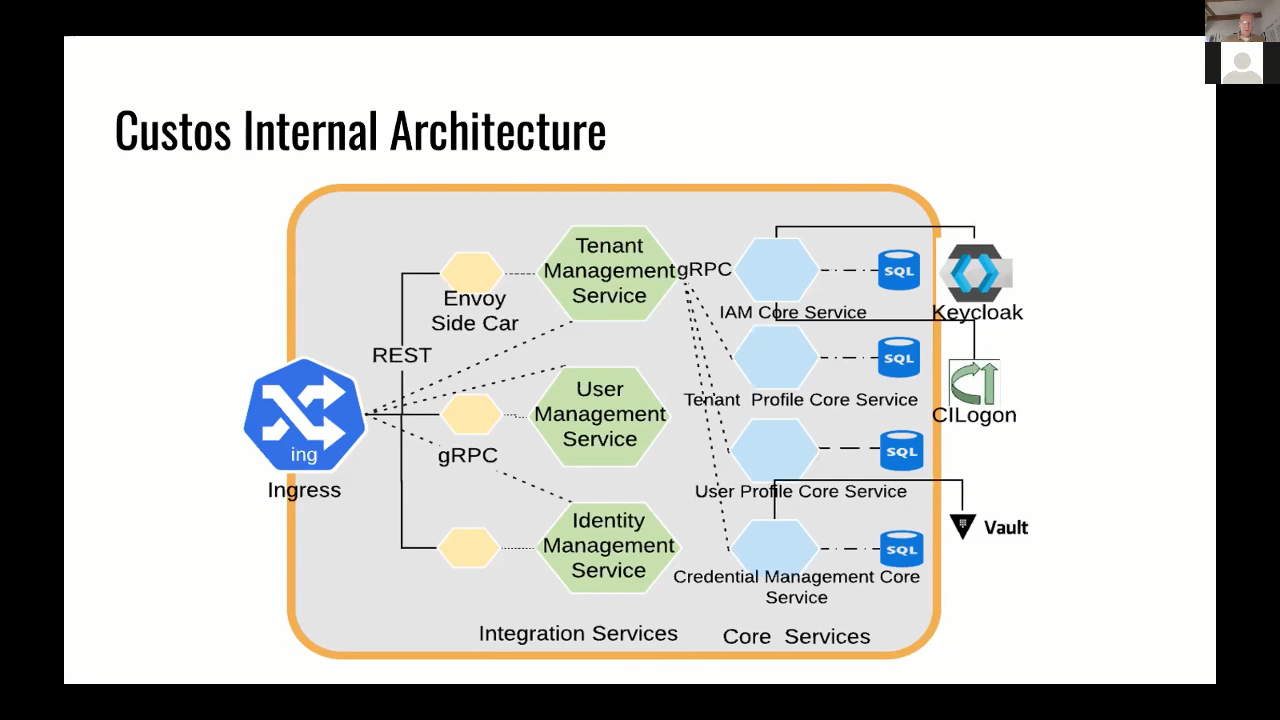 Custos Internal Architecture
Tenant
Management
Service
gRPC
SQL
Envoy
Side Car
IAM Core Service
Keycloak
REST
SQL
User
Management
Service
Tenant Profile Core Service
CILogon
ing
gRPC
SQL
Ingress
User Profile Core Service
Identity
Management
Service
Vault
SQL
Credential Management Core
Service
Integration Services
Core Services